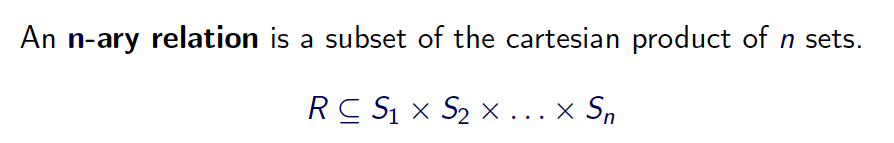 An n-ary relation is a subset of the cartesian product of n sets.
R ⊆ S₁ × S₂ × . . . × Sₙ